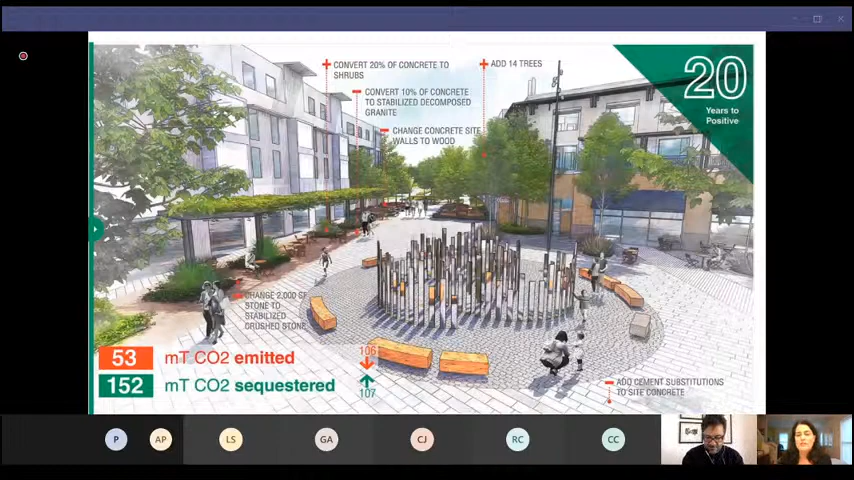 CONVERT 20% OF CONCRETE TO
SHRUBS
ADD 14 TREES
CONVERT 10% OF CONCRETE
TO STABILIZED DECOMPOSED
GRANITE
CHANGE CONCRETE SITE
WALLS TO WOOD
20
Years to
Positive
CHANGE 2,000 SF
STONE TO
STABILIZED
CRUSHED STONE
53 mT CO2 emitted 106
152 mT CO2 sequestered 107
ADD CEMENT SUBSTITUTIONS
TO SITE CONCRETE
P AP LS GA CJ RC CC